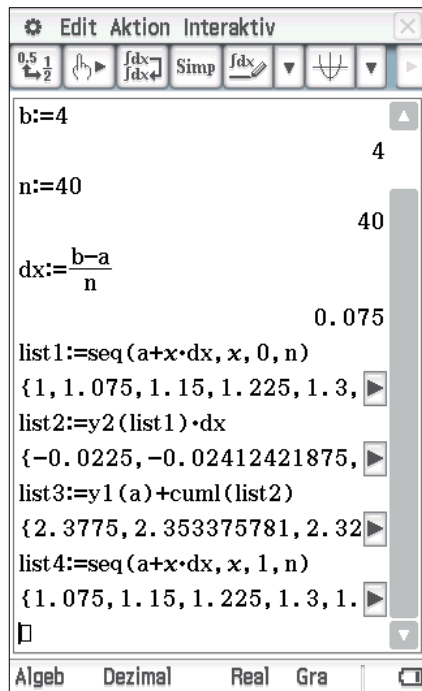 Edit Aktion Interaktiv
0.5 1/2 ∫dx ∫dx Simp ∫dx
b:=4
4
n:=40
40
dx:=(b−a)/n
0.075
list1:=seq(a+x·dx, x, 0, n)
{1, 1.075, 1.15, 1.225, 1.3,
list2:=y2(list1)·dx
{−0.0225, −0.02412421875,
list3:=y1(a)+cuml(list2)
{2.3775, 2.353375781, 2.32
list4:=seq(a+x·dx, x, 1, n)
{1.075, 1.15, 1.225, 1.3, 1.
Algeb Dezimal Real Gra